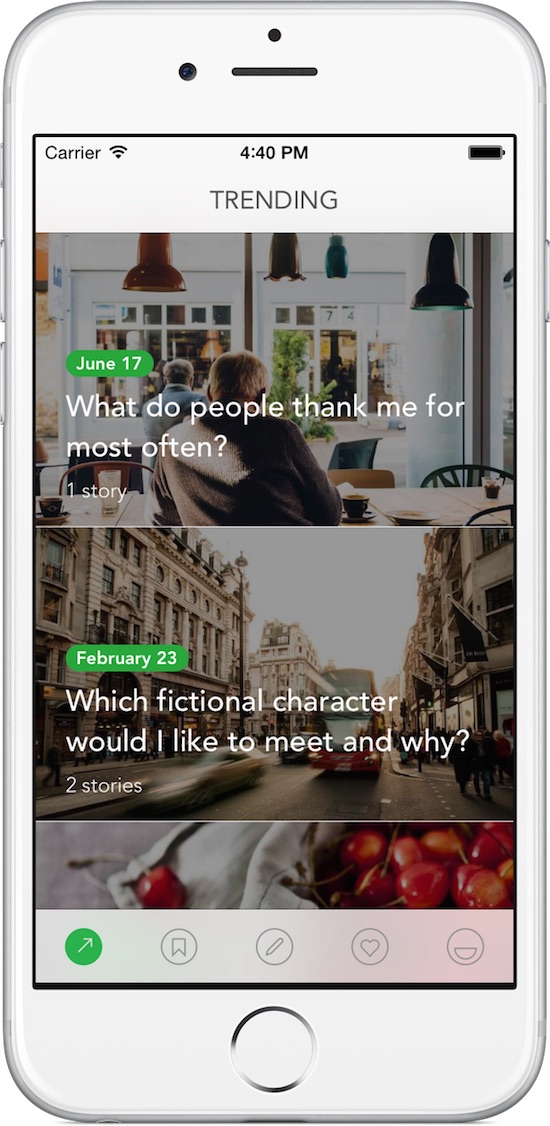 Carrier 4:40 PM
TRENDING
June 17
What do people thank me for
most often?
1 story
February 23
Which fictional character
would I like to meet and why?
2 stories